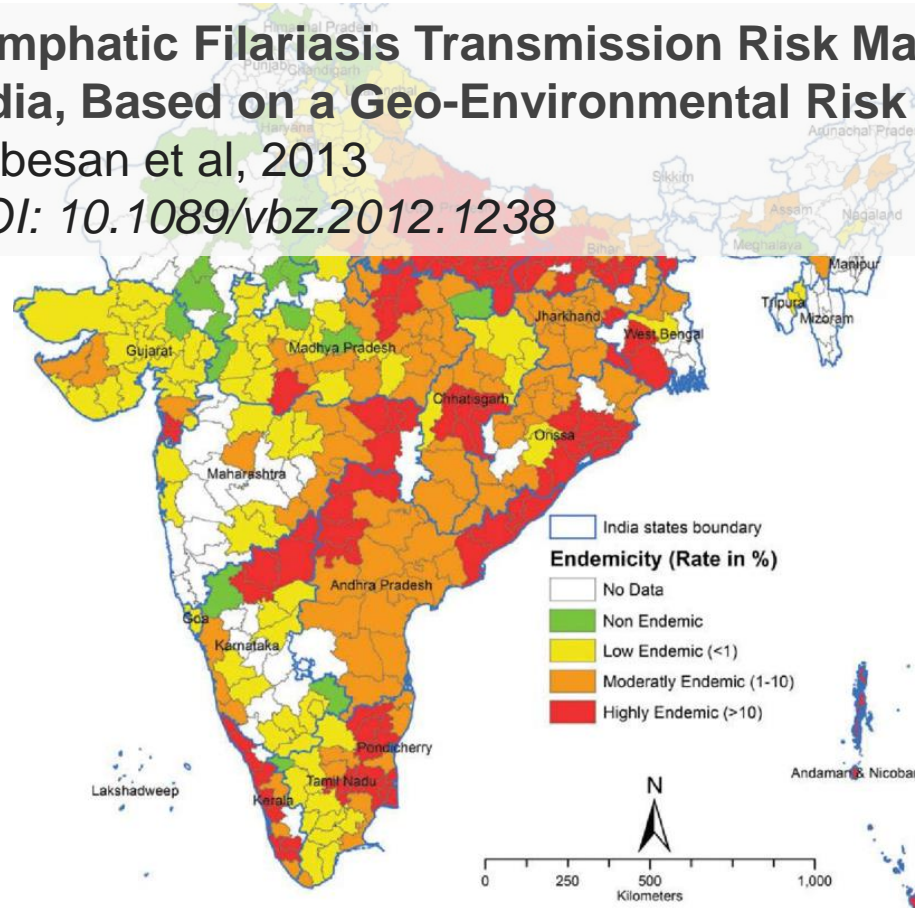 mphatic Filariasis Transmission Risk Ma
dia, Based on a Geo-Environmental Risk
besan et al, 2013
OI: 10.1089/vbz.2012.1238
Himachal Pradesh
Punjab
Chandigarh
Haryana
Arunachal Prade
Sikkim
Assam
Nagaland
Bihar
Meghalaya
Manipur
Tripura
Mizoram
Jharkhand
West Bengal
Gujarat
Madhya Pradesh
Chhatisgarh
Orissa
Maharashtra
India states boundary
Endemicity (Rate in %)
No Data
Non Endemic
Low Endemic (<1)
Moderatly Endemic (1-10)
Highly Endemic (>10)
Andhra Pradesh
Goa
Karnataka
Pondicherry
Andaman & Nicobar
Lakshadweep
Tamil Nadu
Kerala
N
0 250 500 1,000
Kilometers